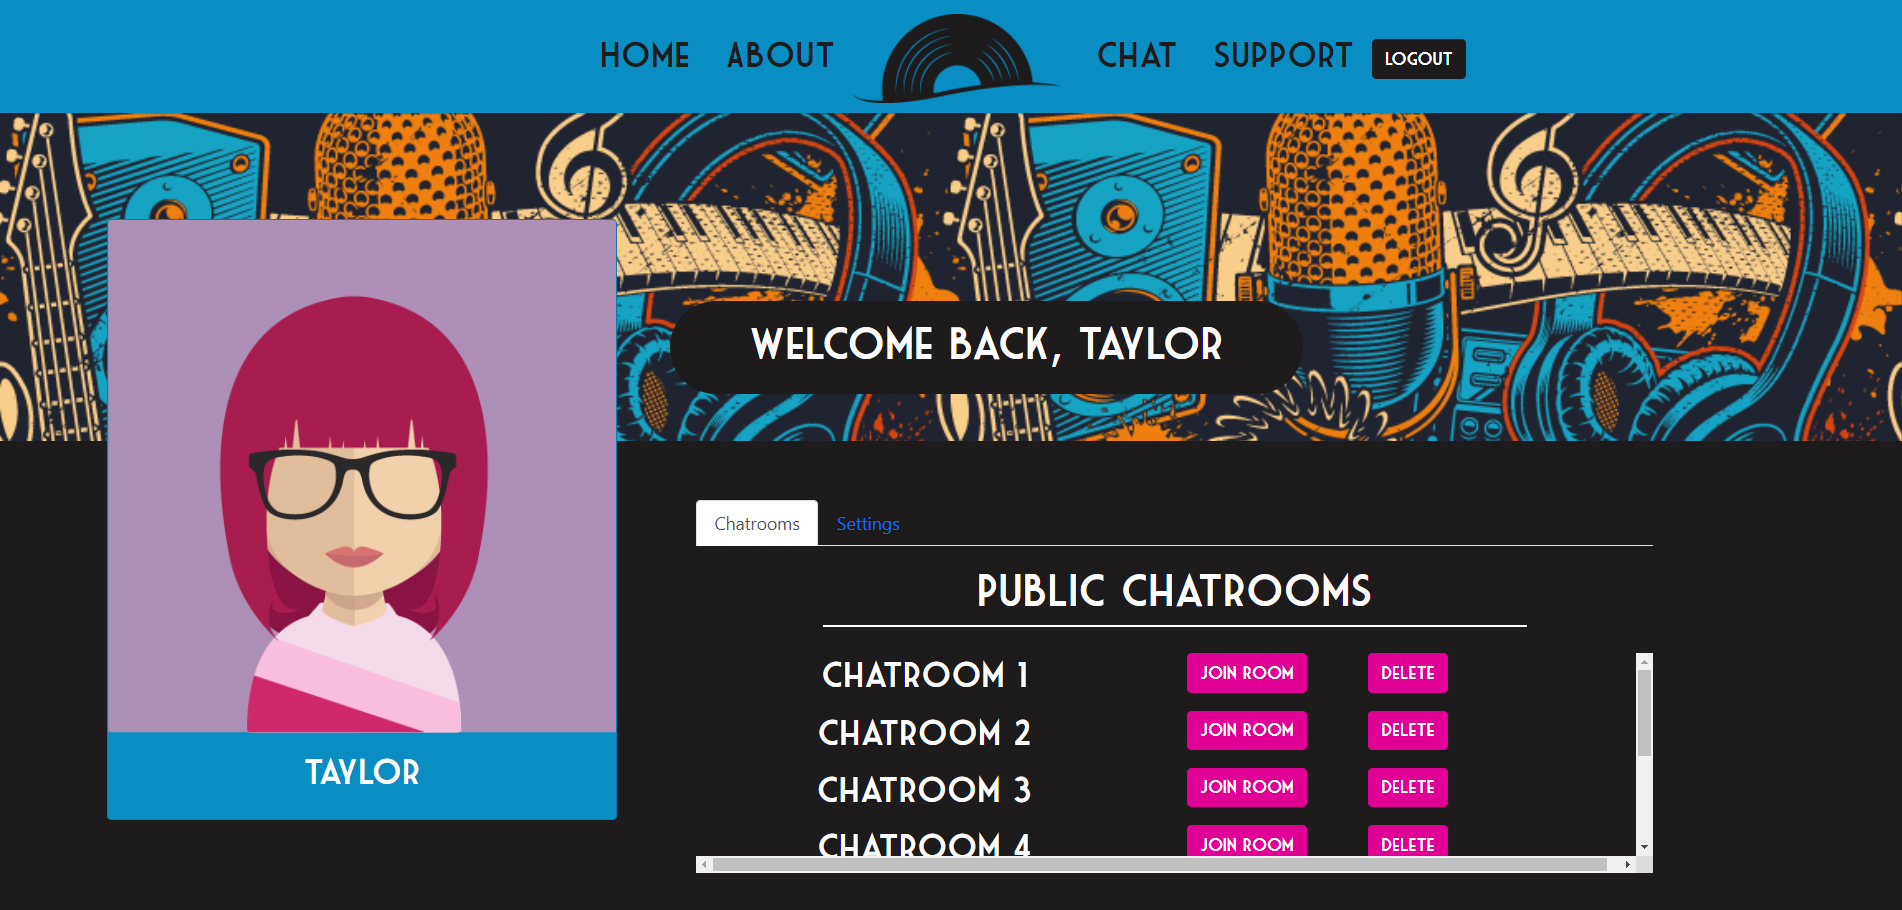 HOME ABOUT CHAT SUPPORT LOGOUT
WELCOME BACK, TAYLOR
TAYLOR
Chatrooms Settings
PUBLIC CHATROOMS
CHATROOM 1 JOIN ROOM DELETE
CHATROOM 2 JOIN ROOM DELETE
CHATROOM 3 JOIN ROOM DELETE
CHATROOM 4 JOIN ROOM DELETE